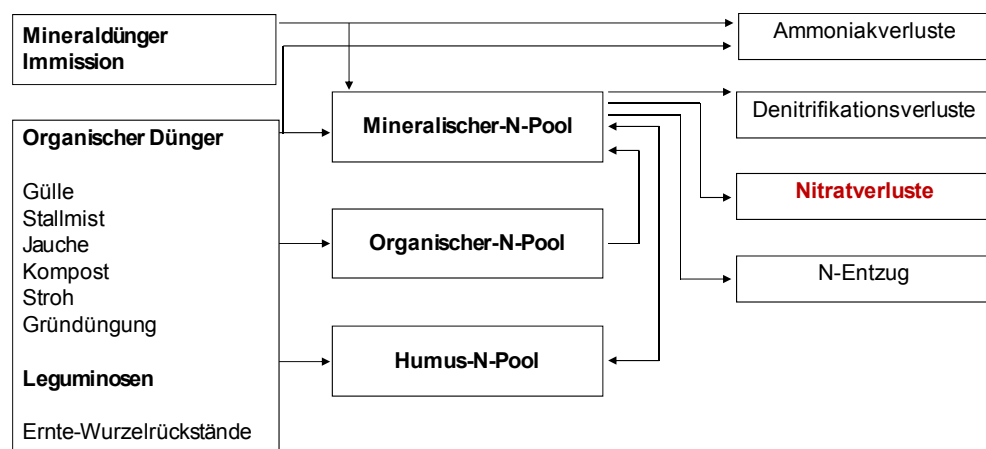 Mineraldünger
Immission
Organischer Dünger
Gülle
Stallmist
Jauche
Kompost
Stroh
Gründüngung
Leguminosen
Ernte-Wurzelrückstände
Mineralischer-N-Pool
Organischer-N-Pool
Humus-N-Pool
Ammoniakverluste
Denitrifikationsverluste
Nitratverluste
N-Entzug